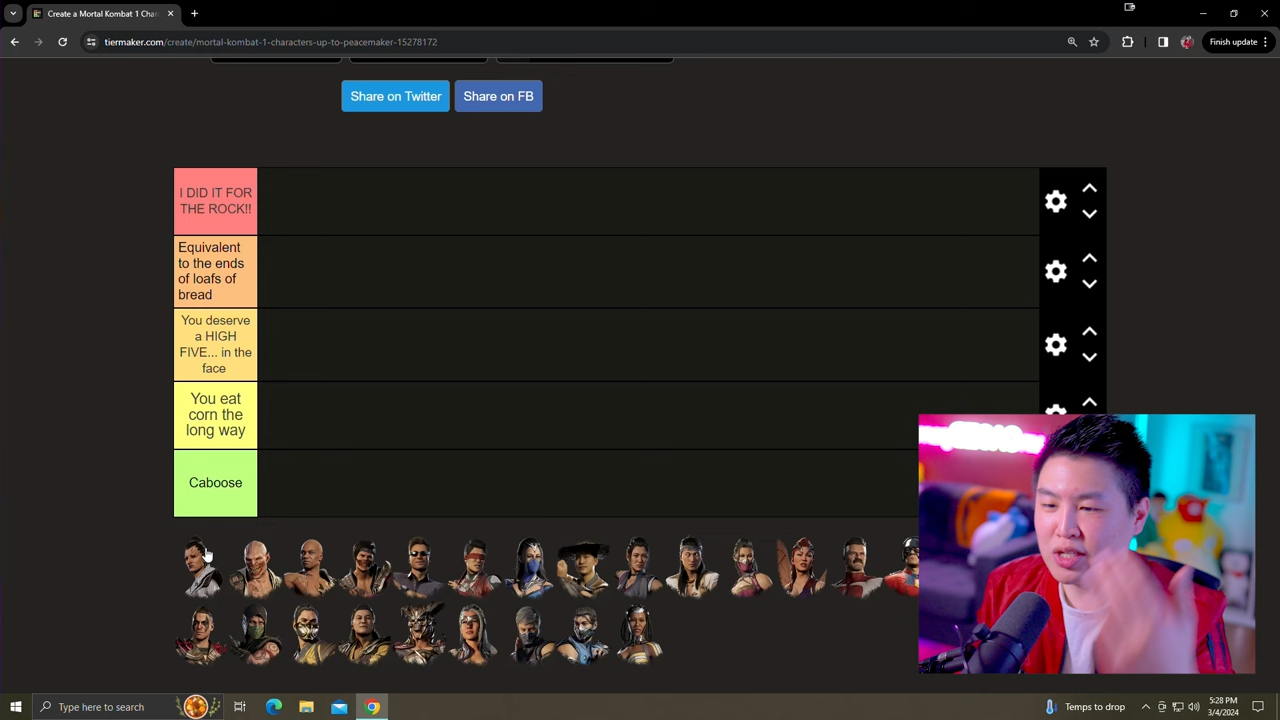 Create a Mortal Kombat 1 Char
tiermaker.com/create/mortal-kombat-1-characters-up-to-peacemaker-15278172
Finish update
Share on Twitter
Share on FB
I DID IT FOR
THE ROCK!!
Equivalent
to the ends
of loafs of
bread
You deserve
a HIGH
FIVE... in the
face
You eat
corn the
long way
Caboose
Type here to search
Temps to drop
5:28 PM
3/4/2024